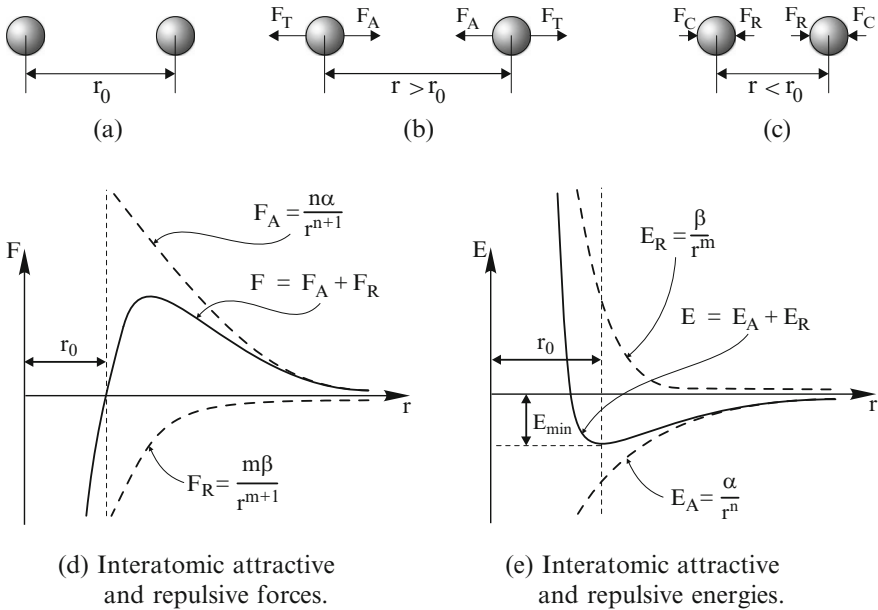 F_T F_A F_A F_T F_C F_R F_R F_C
r_0 r > r_0 r < r_0
(a) (b) (c)
F_A = nα / r^{n+1}
F
F = F_A + F_R
r_0
r
F_R = mβ / r^{m+1}
E
E_R = β / r^m
E = E_A + E_R
r_0
r
E_min
E_A = α / r^n
(d) Interatomic attractive
and repulsive forces.
(e) Interatomic attractive
and repulsive energies.